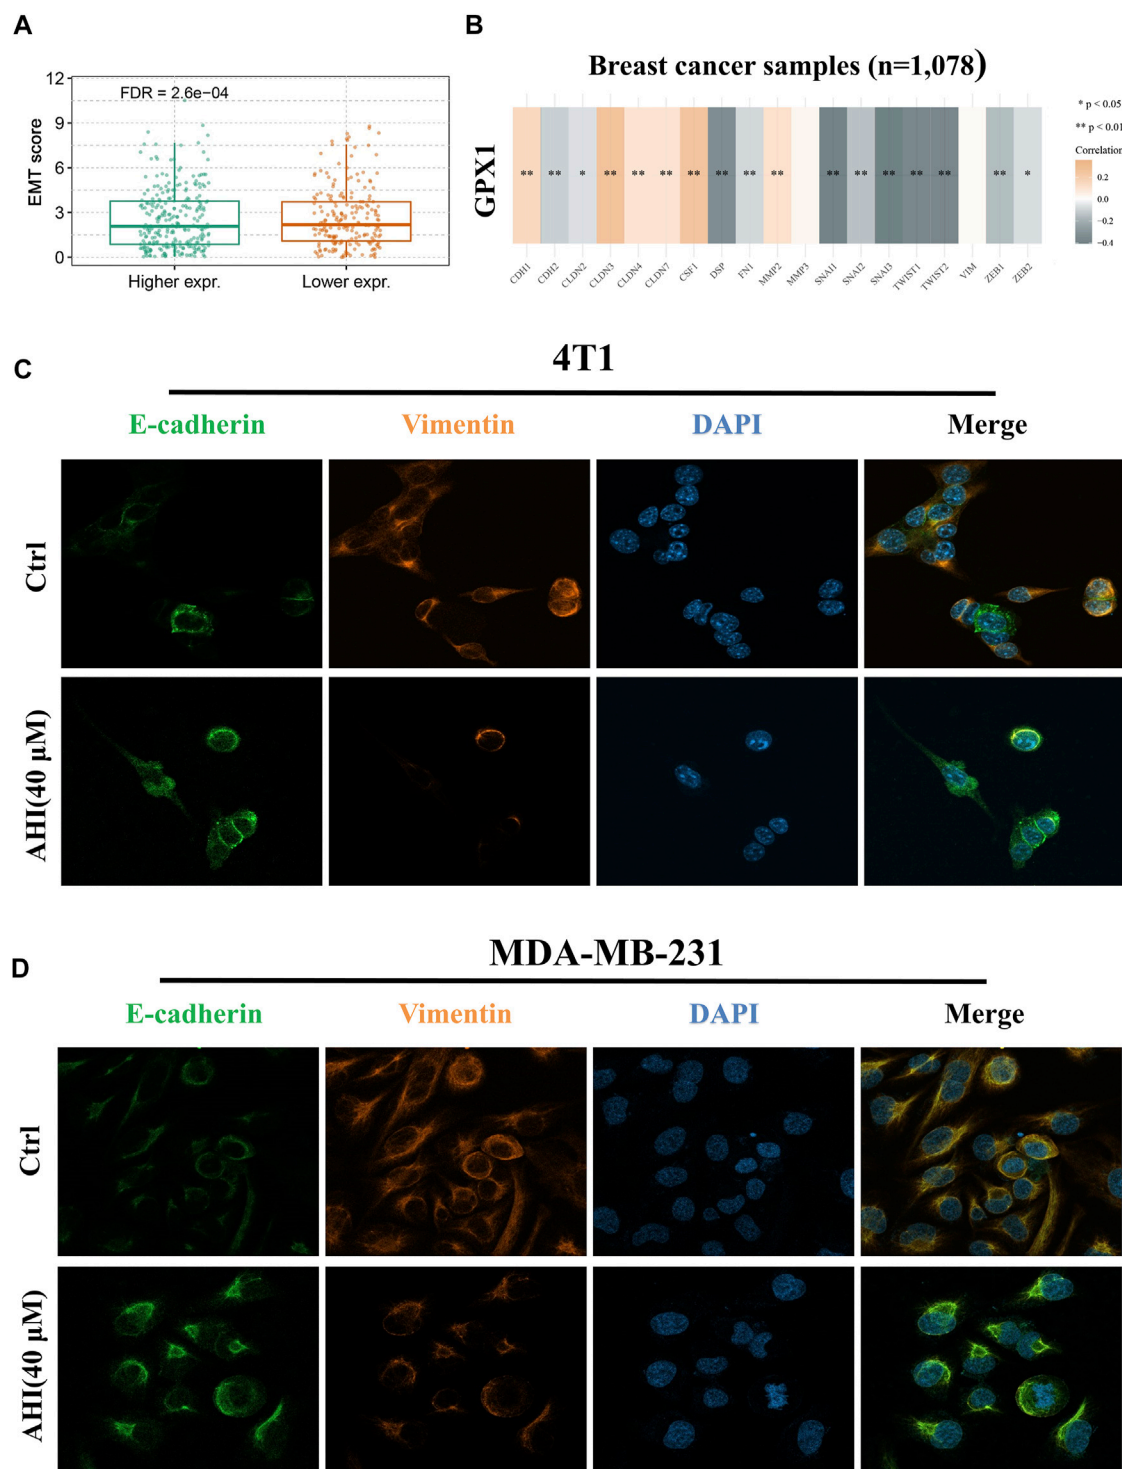 A
FDR = 2.6e−04
EMT score
12
9
6
3
0
Higher expr.
Lower expr.
B
Breast cancer samples (n=1,078)
GPX1
** ** * ** ** ** ** ** ** ** ** ** ** ** ** ** *
CDH1
CDH2
CLDN2
CLDN3
CLDN4
CLDN7
CSF1
DSP
FN1
MMP2
MMP3
SNAI1
SNAI2
SNAI3
TWIST1
TWIST2
VIM
ZEB1
ZEB2
* p < 0.05
** p < 0.01
Correlation
0.2
0.0
−0.2
−0.4
C
4T1
E-cadherin Vimentin DAPI Merge
Ctrl
AHI(40 μM)
D
MDA-MB-231
E-cadherin Vimentin DAPI Merge
Ctrl
AHI(40 μM)